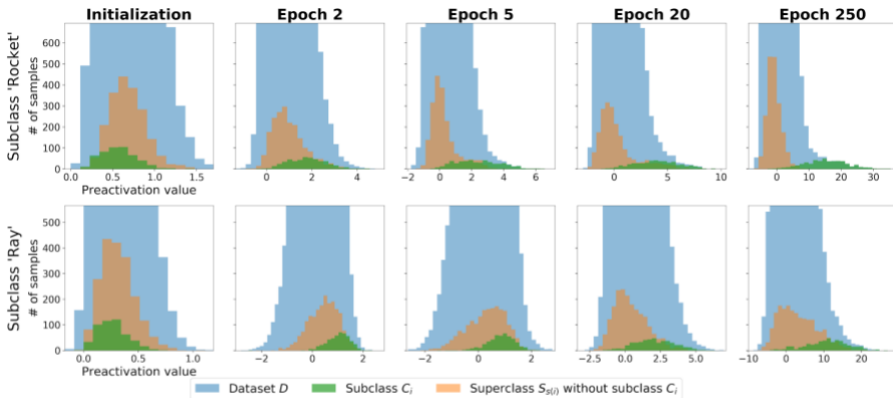 Initialization Epoch 2 Epoch 5 Epoch 20 Epoch 250
Subclass 'Rocket'
# of samples
600
500
400
300
200
100
0
0.0 0.5 1.0 1.5
0 2 4
−2 0 2 4 6
0 5 10
0 10 20 30
Preactivation value
Subclass 'Ray'
# of samples
500
400
300
200
100
0
0.0 0.5 1.0
−2 0 2
−2 0 2
−2.5 0.0 2.5 5.0
−10 0 10 20
Preactivation value
Dataset D Subclass Cᵢ Superclass Sₛ₍ᵢ₎ without subclass Cᵢ